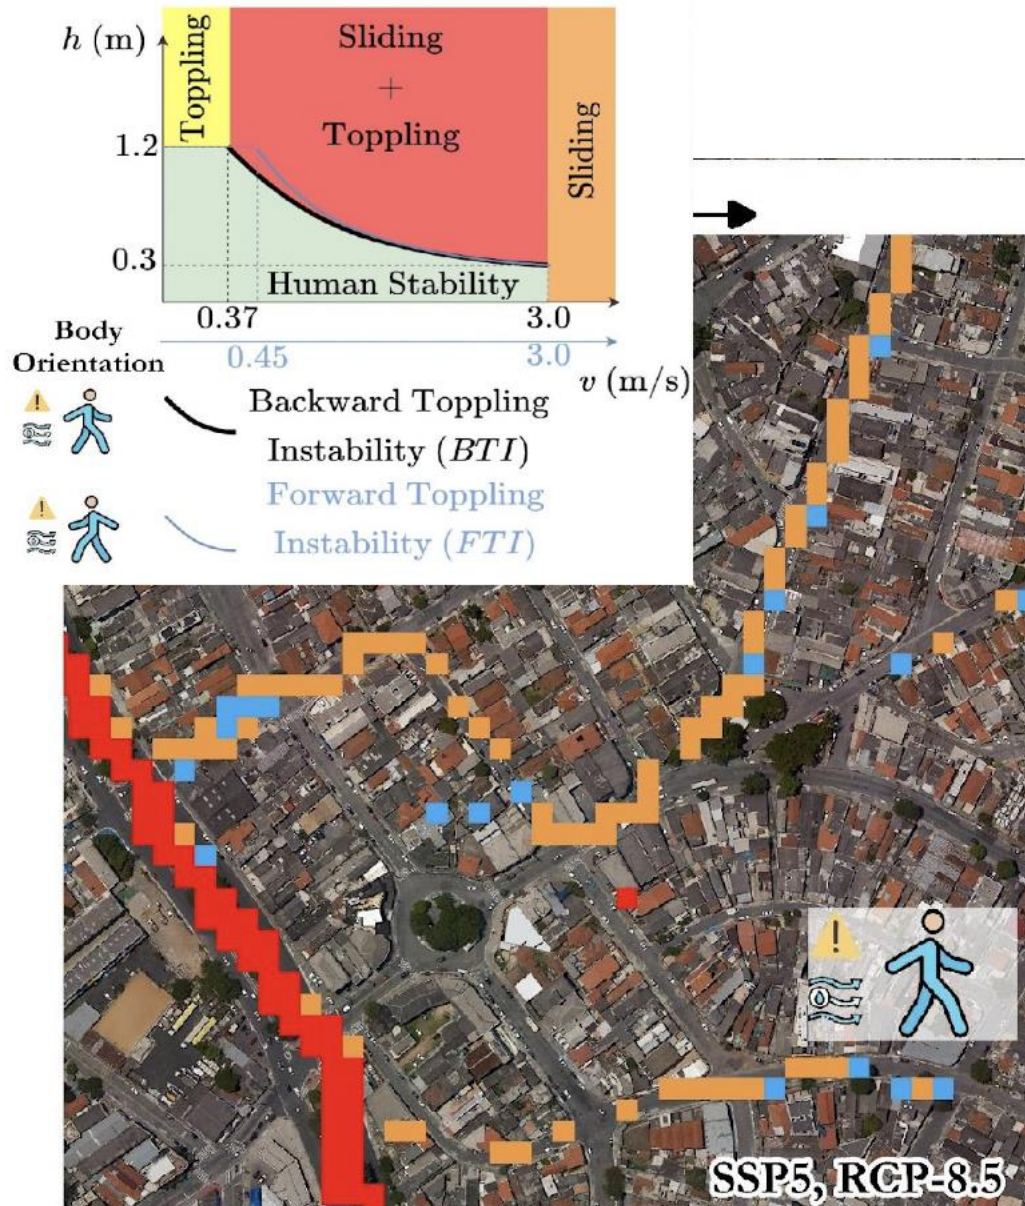 h (m)
Toppling
Sliding
+
Toppling
Sliding
1.2
0.3
Human Stability
0.37
3.0
0.45
3.0
v (m/s)
Body
Orientation
Backward Toppling
Instability (BTI)
Forward Toppling
Instability (FTI)
SSP5, RCP-8.5